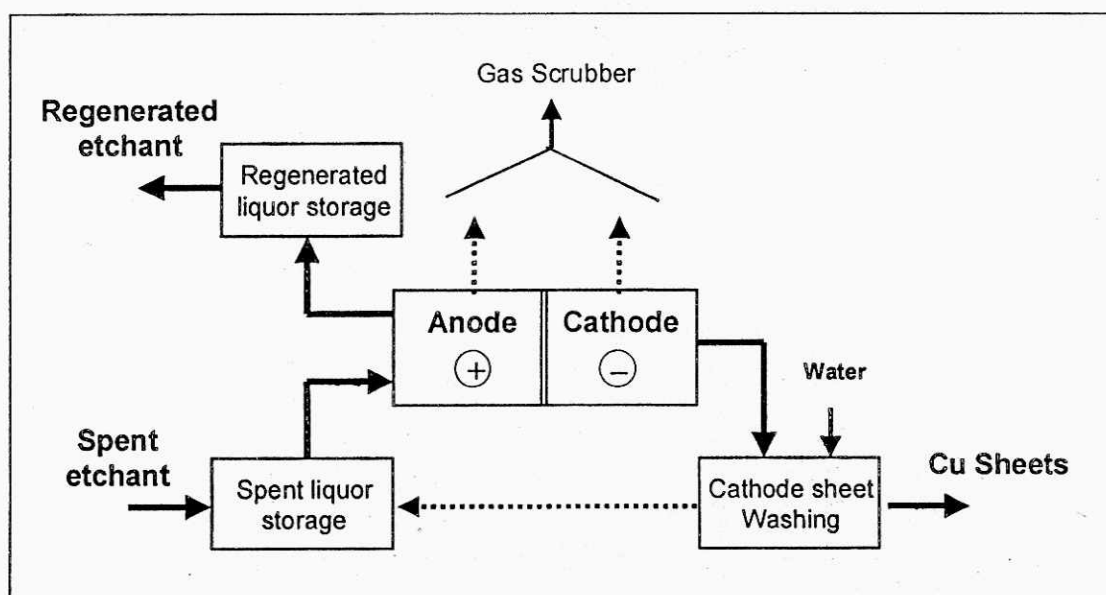 Gas Scrubber
Regenerated
etchant
Regenerated
liquor storage
Anode
+
Cathode
−
Water
Spent
etchant
Spent liquor
storage
Cathode sheet
Washing
Cu Sheets